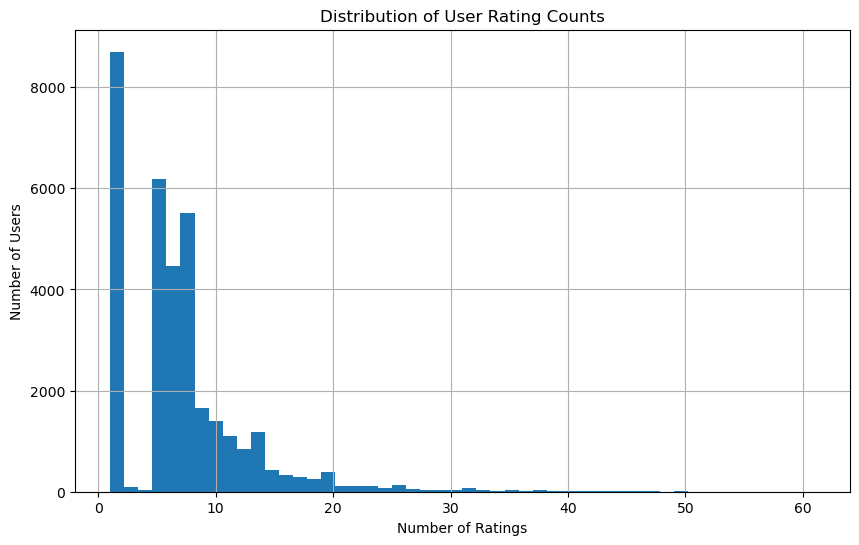 Distribution of User Rating Counts
8000
6000
4000
2000
0
Number of Users
0 10 20 30 40 50 60
Number of Ratings